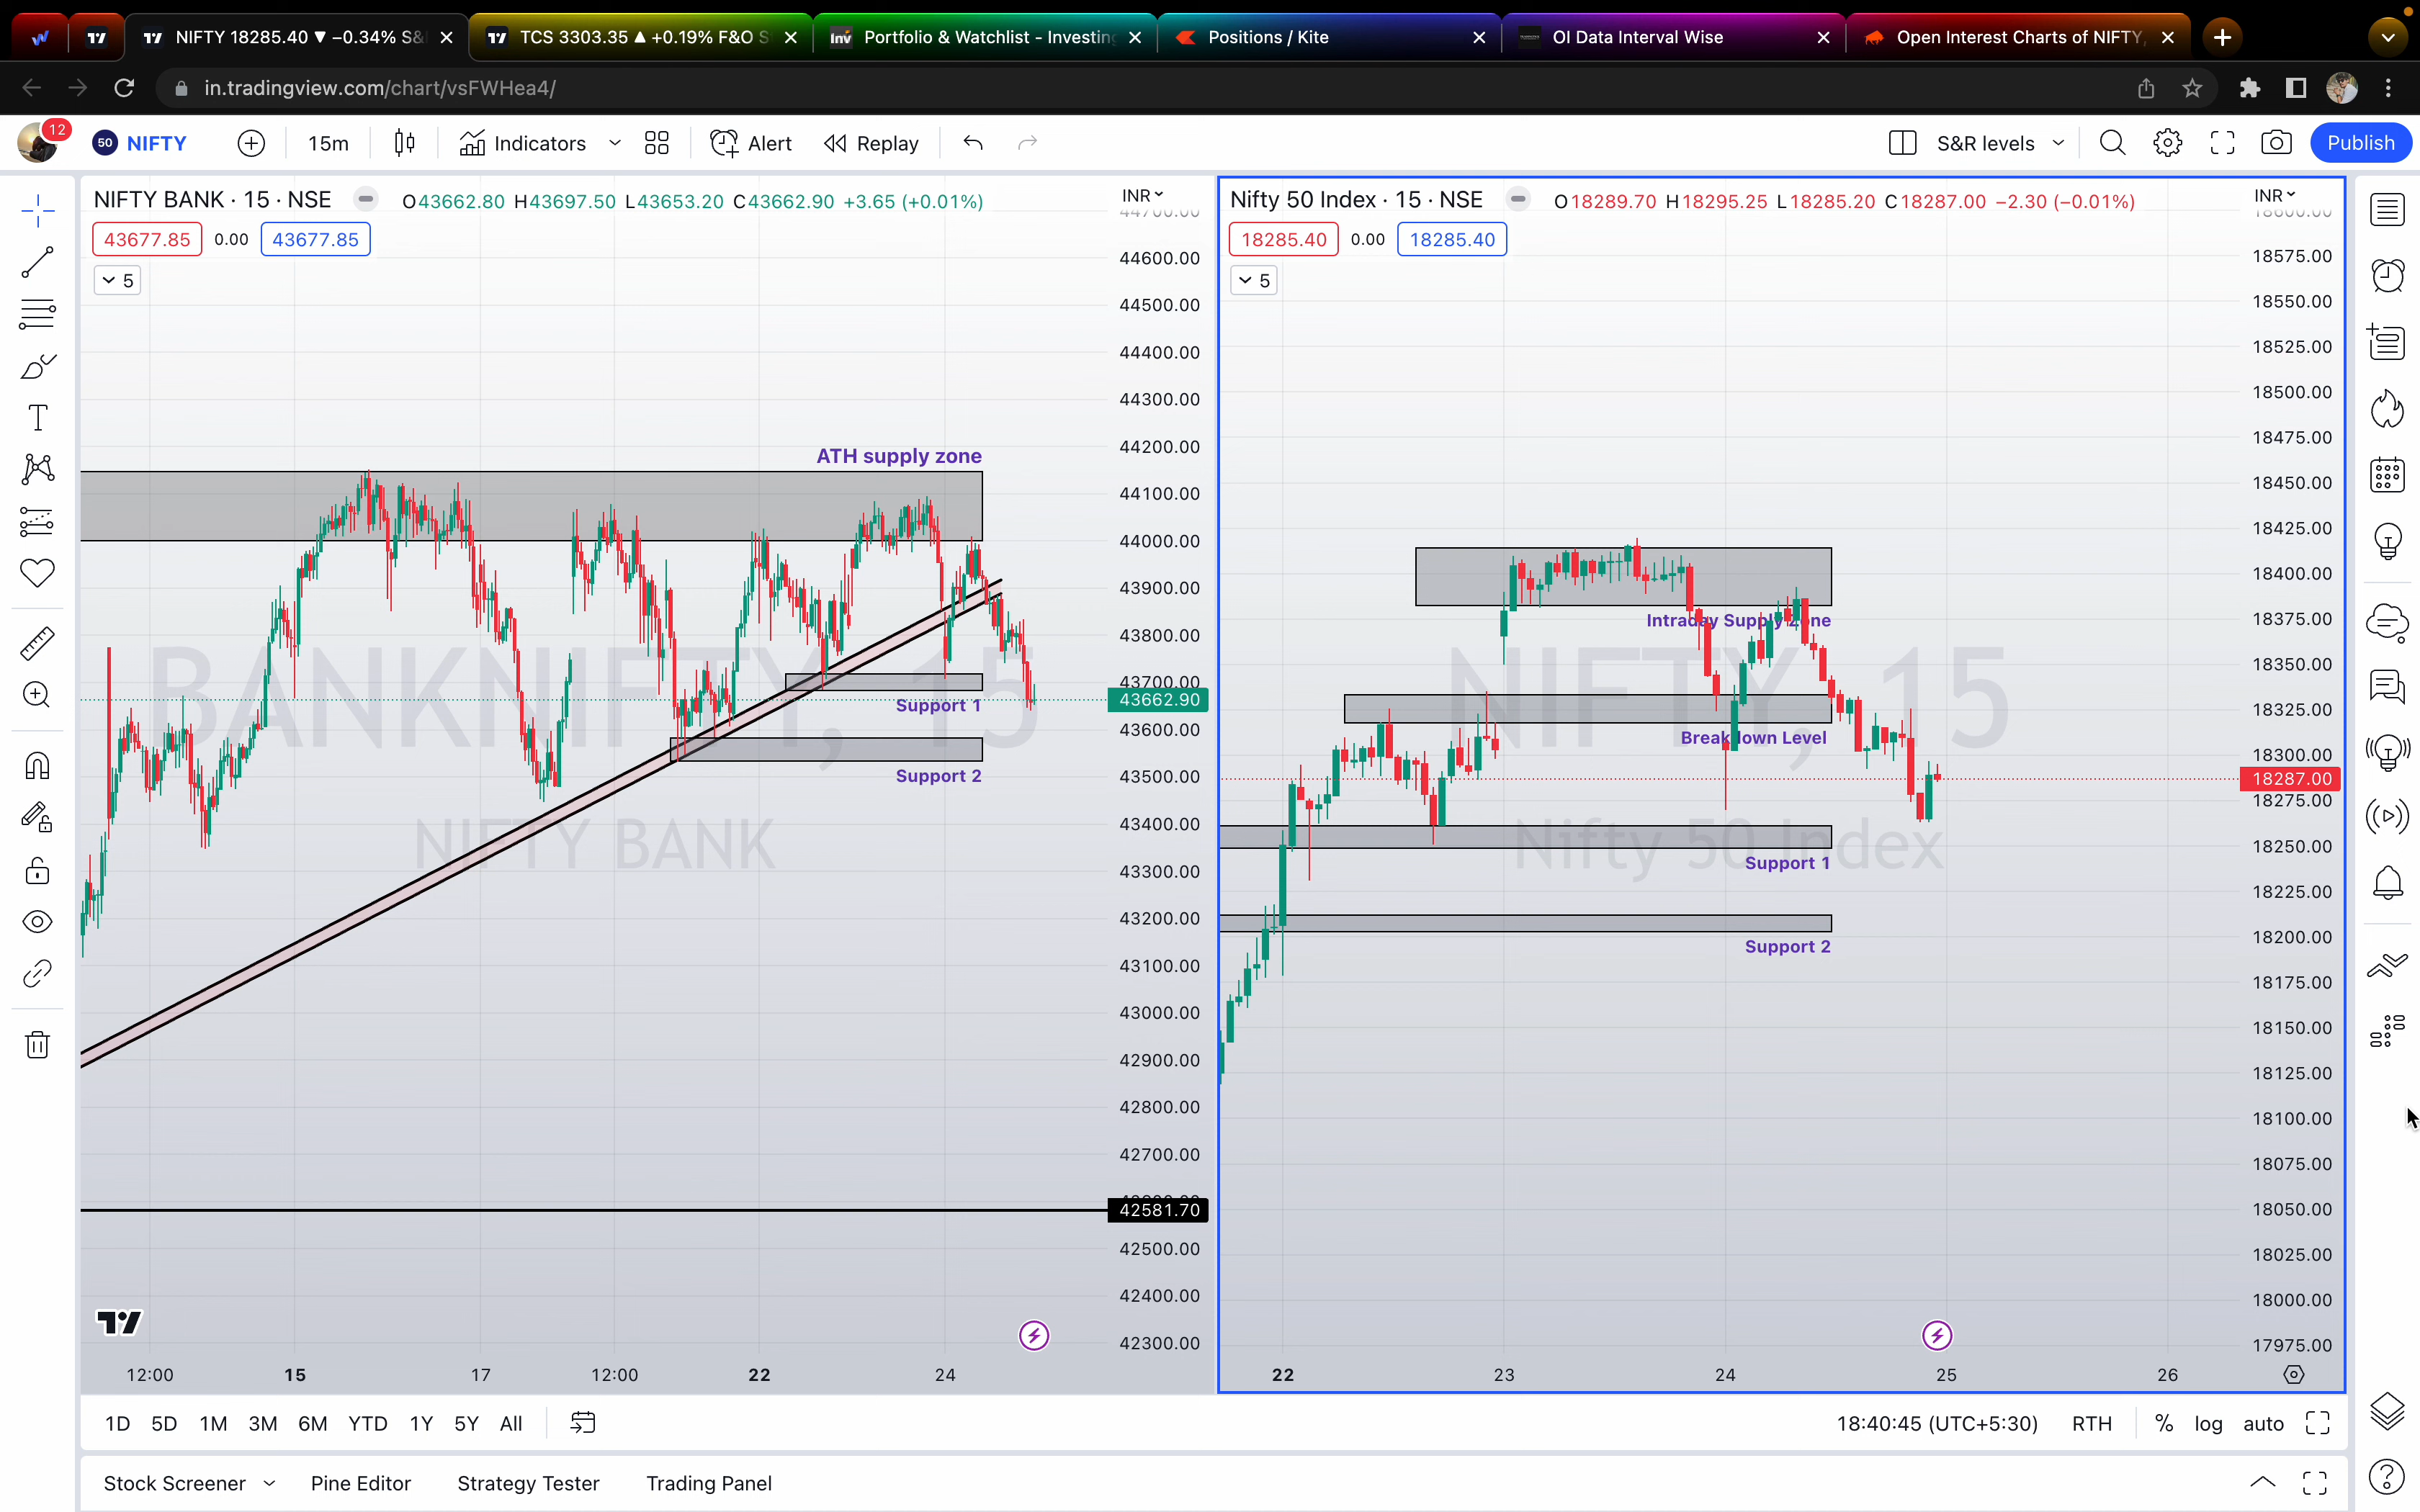 NIFTY 18285.40 ▼ −0.34% S&
TCS 3303.35 ▲ +0.19% F&O S
Inv Portfolio & Watchlist - Investing
Positions / Kite
OI Data Interval Wise
Open Interest Charts of NIFTY,
in.tradingview.com/chart/vsFWHea4/
12
50 NIFTY
15m
Indicators
Alert
Replay
S&R levels
Publish
NIFTY BANK · 15 · NSE
O43662.80 H43697.50 L43653.20 C43662.90 +3.65 (+0.01%)
INR
43677.85 0.00 43677.85
5
44600.00
44500.00
44400.00
44300.00
44200.00
44100.00
44000.00
43900.00
43800.00
43700.00
43662.90
43600.00
43500.00
43400.00
43300.00
43200.00
43100.00
43000.00
42900.00
42800.00
42700.00
42581.70
42500.00
42400.00
42300.00
ATH supply zone
Support 1
Support 2
BANKNIFTY, 15
NIFTY BANK
12:00 15 17 12:00 22 24
Nifty 50 Index · 15 · NSE
O18289.70 H18295.25 L18285.20 C18287.00 −2.30 (−0.01%)
INR
18285.40 0.00 18285.40
5
18575.00
18550.00
18525.00
18500.00
18475.00
18450.00
18425.00
18400.00
18375.00
18350.00
18325.00
18300.00
18287.00
18275.00
18250.00
18225.00
18200.00
18175.00
18150.00
18125.00
18100.00
18075.00
18050.00
18025.00
18000.00
17975.00
Intraday Supply Zone
Breakdown Level
Support 1
Support 2
NIFTY, 15
Nifty 50 Index
22 23 24 25 26
1D 5D 1M 3M 6M YTD 1Y 5Y All
18:40:45 (UTC+5:30) RTH % log auto
Stock Screener Pine Editor Strategy Tester Trading Panel